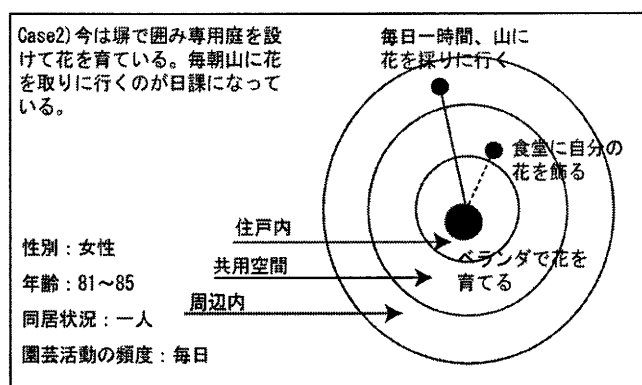 Case2)今は塀で囲み専用庭を設
けて花を育ている。毎朝山に花
を取りに行くのが日課になって
いる。
毎日一時間、山に
花を採りに行く
食堂に自分の
花を飾る
住戸内
ベランダで花を
育てる
共用空間
周辺内
性別：女性
年齢：81～85
同居状況：一人
園芸活動の頻度：毎日